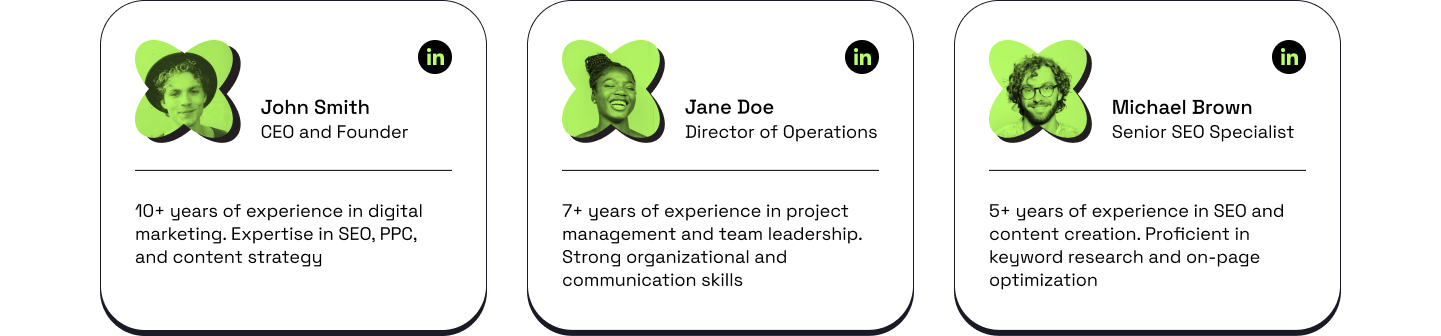 in
John Smith
CEO and Founder
10+ years of experience in digital
marketing. Expertise in SEO, PPC,
and content strategy
in
Jane Doe
Director of Operations
7+ years of experience in project
management and team leadership.
Strong organizational and
communication skills
in
Michael Brown
Senior SEO Specialist
5+ years of experience in SEO and
content creation. Proficient in
keyword research and on-page
optimization